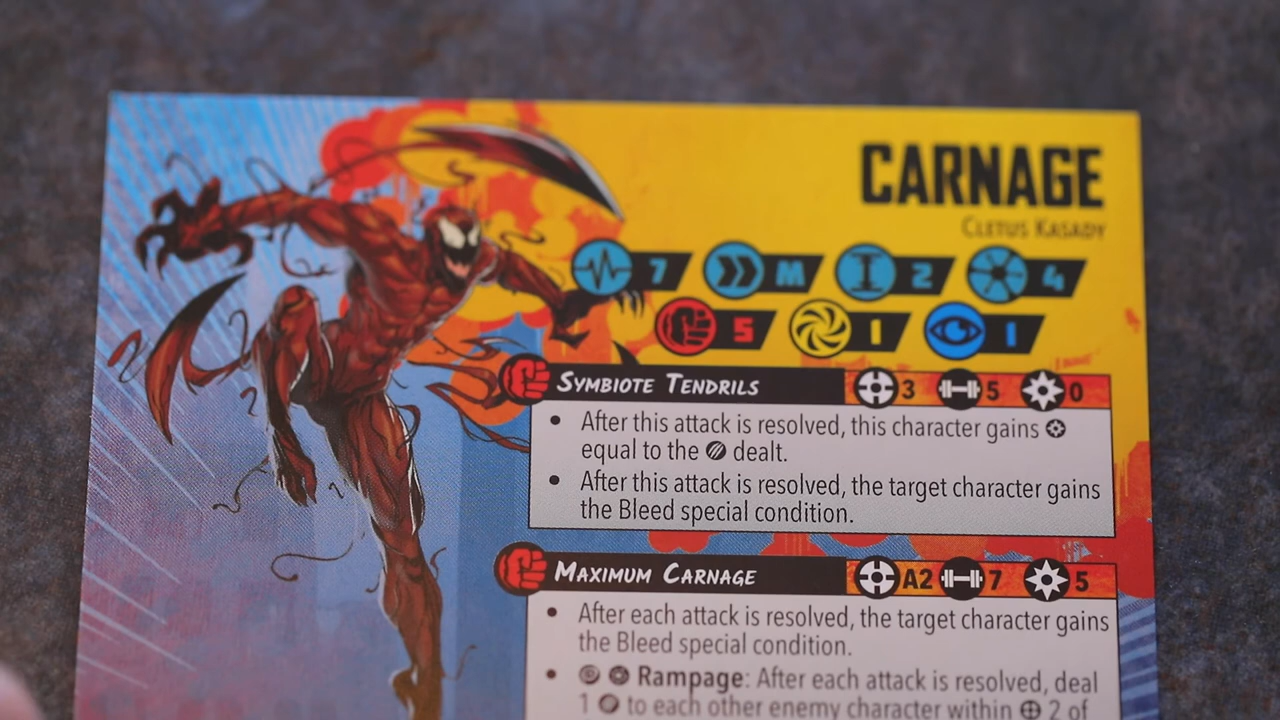 CARNAGE
CLETUS KASADY
7 M 2 4
5 1 1
SYMBIOTE TENDRILS 3 5 0
• After this attack is resolved, this character gains
equal to the dealt.
• After this attack is resolved, the target character gains
the Bleed special condition.
MAXIMUM CARNAGE A2 7 5
• After each attack is resolved, the target character gains
the Bleed special condition.
• Rampage: After each attack is resolved, deal
1 to each other enemy character within 2 of